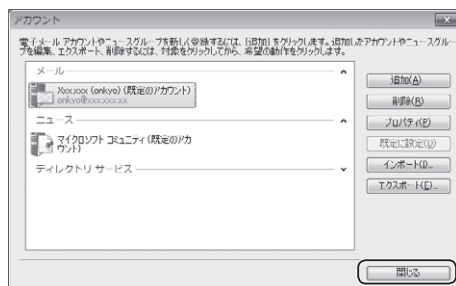 アカウント
電子メール アカウントやニュースグループを新しく登録するには、[追加] をクリックします。追加したアカウントやニュースグルー
プを編集、エクスポート、削除するには、対象をクリックしてから、希望の動作をクリックします。
メール
Xxx.xxx (onkyo) (既定のアカウント)
onkyo@xxx.xxx.xx
ニュース
マイクロソフト コミュニティ (既定のアカ
ウント)
ディレクトリ サービス
追加(A)
削除(R)
プロパティ(P)
既定に設定(D)
インポート(I)...
エクスポート(E)...
閉じる